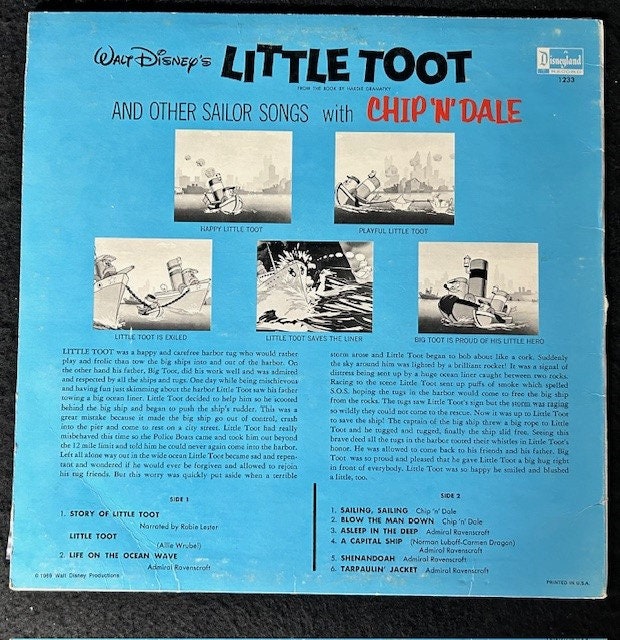 WALT DISNEY'S LITTLE TOOT
A
Disneyland
RECORD
1233
FROM THE BOOK BY HARDIE GRAMATKY
AND OTHER SAILOR SONGS with CHIP 'N' DALE
HAPPY LITTLE TOOT
PLAYFUL LITTLE TOOT
LITTLE TOOT IS EXILED
LITTLE TOOT SAVES THE LINER
BIG TOOT IS PROUD OF HIS LITTLE HERO
LITTLE TOOT was a happy and carefree harbor tug who would rather
play and frolic than tow the big ships into and out of the harbor. On
the other hand his father, Big Toot, did his work well and was admired
and respected by all the ships and tugs. One day while being mischievous
and having fun just skimming about the harbor Little Toot saw his father
towing a big ocean liner. Little Toot decided to help him so he scooted
behind the big ship and began to push the ship's rudder. This was a
great mistake because it made the big ship go out of control, crash
into the pier and come to rest on a city street. Little Toot had really
misbehaved this time so the Police Boats came and took him out beyond
the 12 mile limit and told him he could never again come into the harbor.
Left all alone way out in the wide ocean Little Toot became sad and repen-
tant and wondered if he would ever be forgiven and allowed to rejoin
his tug friends. But this worry was quickly put aside when a terrible
storm arose and Little Toot began to bob about like a cork. Suddenly
the sky around him was lighted by a brilliant rocket! It was a signal of
distress being sent up by a huge ocean liner caught between two rocks.
Racing to the scene Little Toot sent up puffs of smoke which spelled
S.O.S. hoping the tugs in the harbor would come to free the big ship
from the rocks. The tugs saw Little Toot's sign but the storm was raging
so wildly they could not come to the rescue. Now it was up to Little Toot
to save the ship! The captain of the big ship threw a big rope to Little
Toot and he tugged and rugged, finally the ship slid free. Seeing this
brave deed all the tugs in the harbor tooted their whistles in Little Toot's
honor. He was allowed to come back to his friends and his father. Big
Toot was so proud and pleased that he gave Little Toot a big hug right
in front of everybody. Little Toot was so happy he smiled and blushed
a little, too.
SIDE 1
1. STORY OF LITTLE TOOT
Narrated by Robie Lester
LITTLE TOOT
(Allie Wrubel)
2. LIFE ON THE OCEAN WAVE
Admiral Ravenscroft
SIDE 2
1. SAILING, SAILING Chip 'n' Dale
2. BLOW THE MAN DOWN Chip 'n' Dale
3. ASLEEP IN THE DEEP Admiral Ravenscroft
4. A CAPITAL SHIP (Norman Luboff-Carmen Dragon)
Admiral Ravenscroft
5. SHENANDOAH Admiral Ravenscroft
6. TARPAULIN' JACKET Admiral Ravenscroft
© 1969 Walt Disney Productions
PRINTED IN U.S.A.